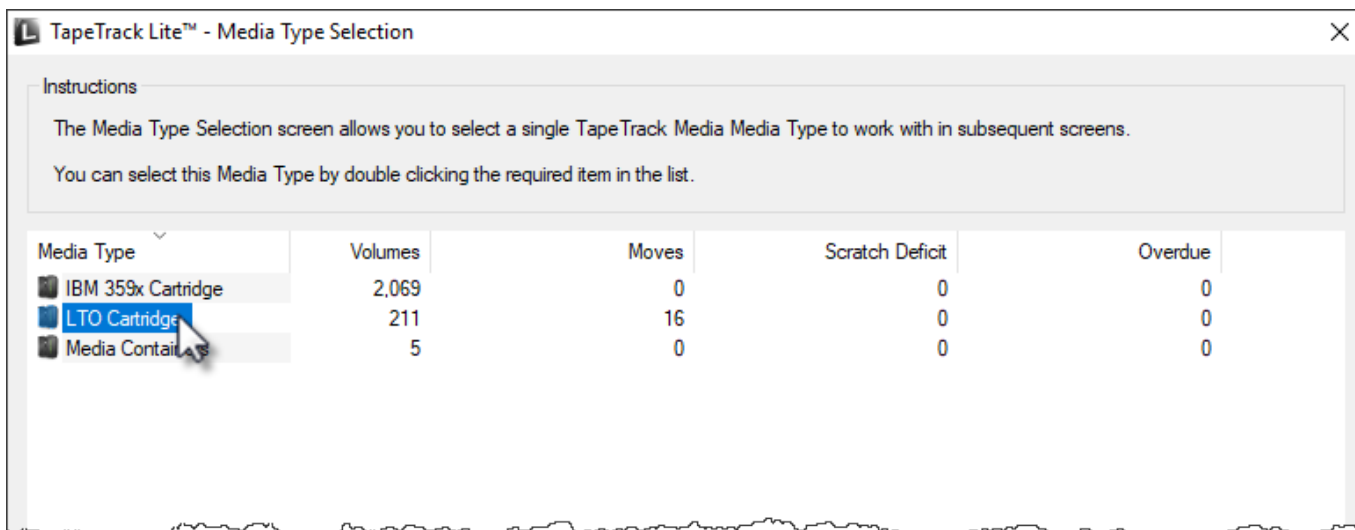 TapeTrack Lite™ - Media Type Selection
Instructions
The Media Type Selection screen allows you to select a single TapeTrack Media Media Type to work with in subsequent screens.
You can select this Media Type by double clicking the required item in the list.
Media Type Volumes Moves Scratch Deficit Overdue
IBM 359x Cartridge 2,069 0 0 0
LTO Cartridge 211 16 0 0
Media Containers 5 0 0 0